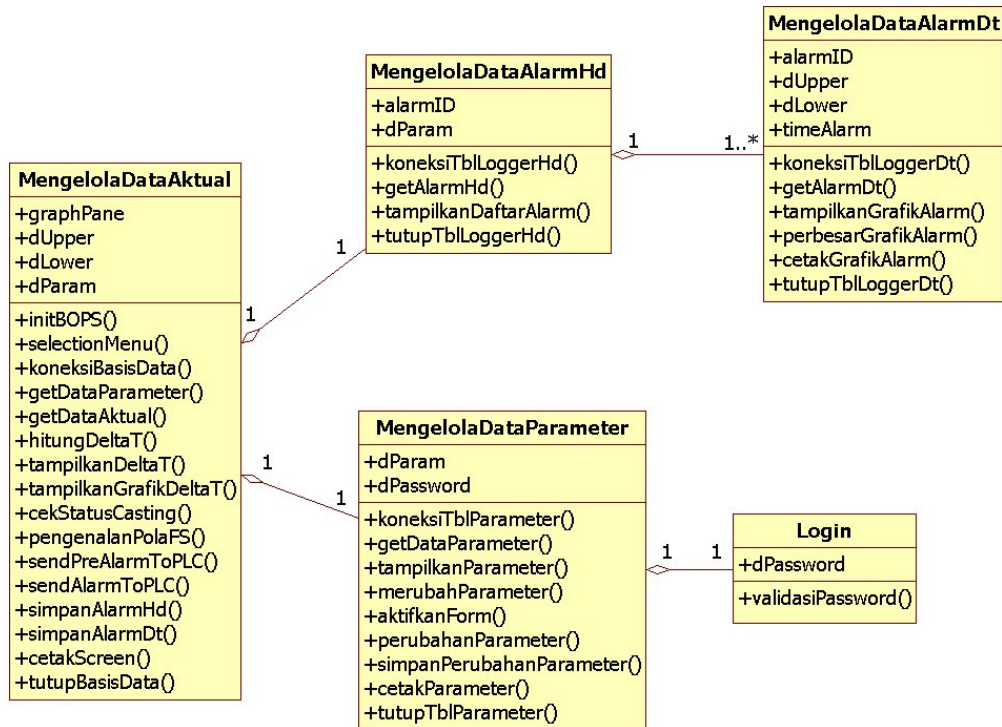 MengelolaDataAktual
+graphPane
+dUpper
+dLower
+dParam
+initBOPS()
+selectionMenu()
+koneksiBasisData()
+getDataParameter()
+getDataAktual()
+hitungDeltaT()
+tampilkanDeltaT()
+tampilkanGrafikDeltaT()
+cekStatusCasting()
+pengenalanPolaFS()
+sendPreAlarmToPLC()
+sendAlarmToPLC()
+simpanAlarmHd()
+simpanAlarmDt()
+cetakScreen()
+tutupBasisData()
1
1
MengelolaDataAlarmHd
+alarmID
+dParam
+koneksiTblLoggerHd()
+getAlarmHd()
+tampilkanDaftarAlarm()
+tutupTblLoggerHd()
1
1..*
MengelolaDataAlarmDt
+alarmID
+dUpper
+dLower
+timeAlarm
+koneksiTblLoggerDt()
+getAlarmDt()
+tampilkanGrafikAlarm()
+perbesarGrafikAlarm()
+cetakGrafikAlarm()
+tutupTblLoggerDt()
1
1
MengelolaDataParameter
+dParam
+dPassword
+koneksiTblParameter()
+getDataParameter()
+tampilkanParameter()
+merubahParameter()
+aktifkanForm()
+perubahanParameter()
+simpanPerubahanParameter()
+cetakParameter()
+tutupTblParameter()
1
1
Login
+dPassword
+validasiPassword()